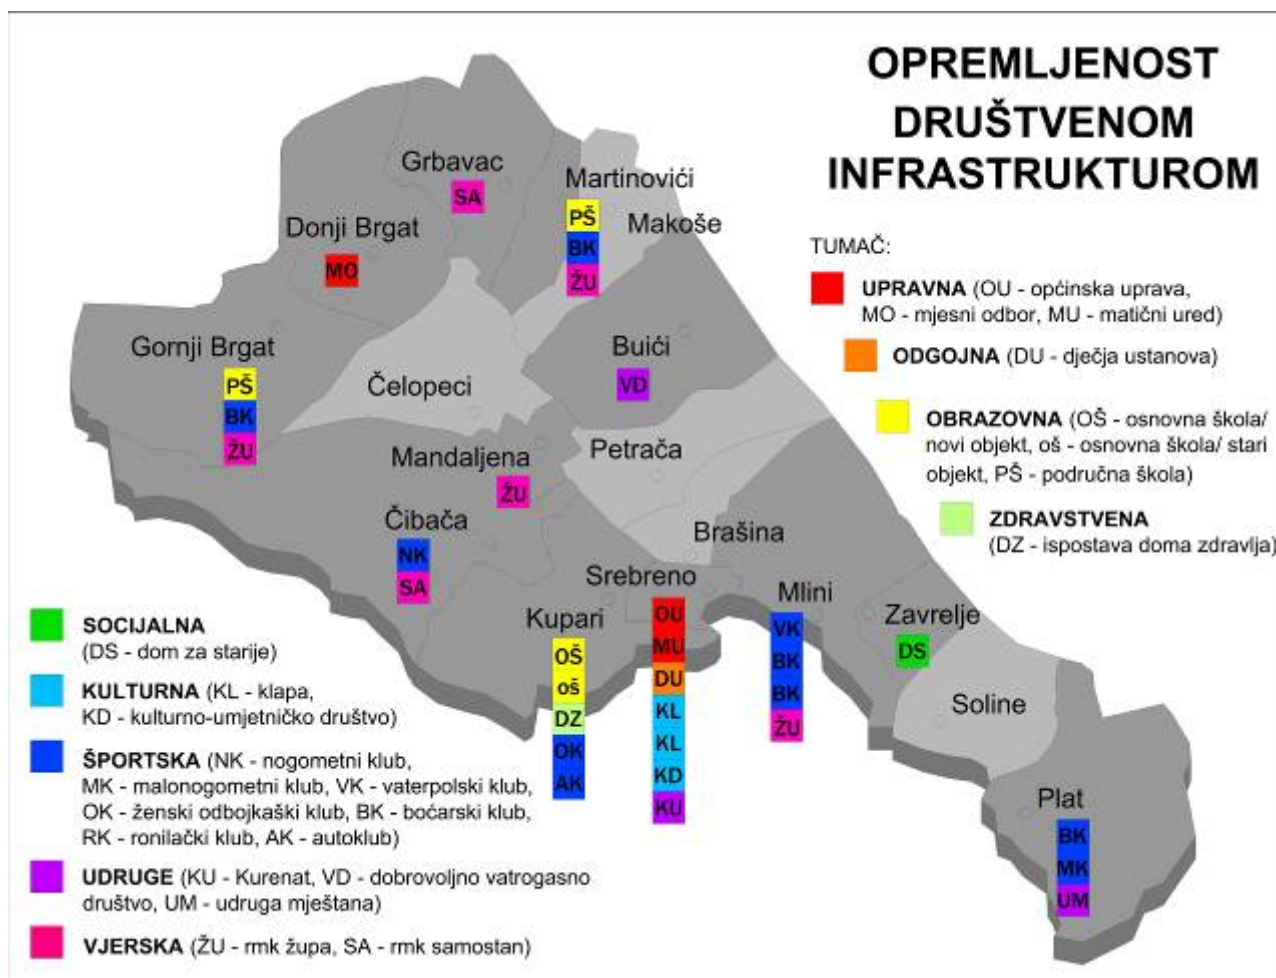 OPREMLJENOST
DRUŠTVENOM
INFRASTRUKTUROM
TUMAČ:
UPRAVNA (OU - općinska uprava,
MO - mjesni odbor, MU - matični ured)
ODGOJNA (DU - dječja ustanova)
OBRAZOVNA (OŠ - osnovna škola/
novi objekt, oš - osnovna škola/ stari
objekt, PŠ - područna škola)
ZDRAVSTVENA
(DZ - ispostava doma zdravlja)
SOCIJALNA
(DS - dom za starije)
KULTURNA (KL - klapa,
KD - kulturno-umjetničko društvo)
ŠPORTSKA (NK - nogometni klub,
MK - malonogometni klub, VK - vaterpolski klub,
OK - ženski odbojkaški klub, BK - boćarski klub,
RK - ronilački klub, AK - autoklub)
UDRUGE (KU - Kurenat, VD - dobrovoljno vatrogasno
društvo, UM - udruga mještana)
VJERSKA (ŽU - rmk župa, SA - rmk samostan)
Grbavac
SA
Martinovići
PŠ
BK
ŽU
Makoše
Donji Brgat
MO
Gornji Brgat
PŠ
BK
ŽU
Čelopeci
Buići
VD
Mandaljena
ŽU
Petrača
Čibača
NK
SA
Brašina
Srebreno
OU
MU
DU
KL
KL
KD
KU
Kupari
OŠ
oš
DZ
OK
AK
Mlini
VK
BK
BK
ŽU
Zavrelje
DS
Soline
Plat
BK
MK
UM